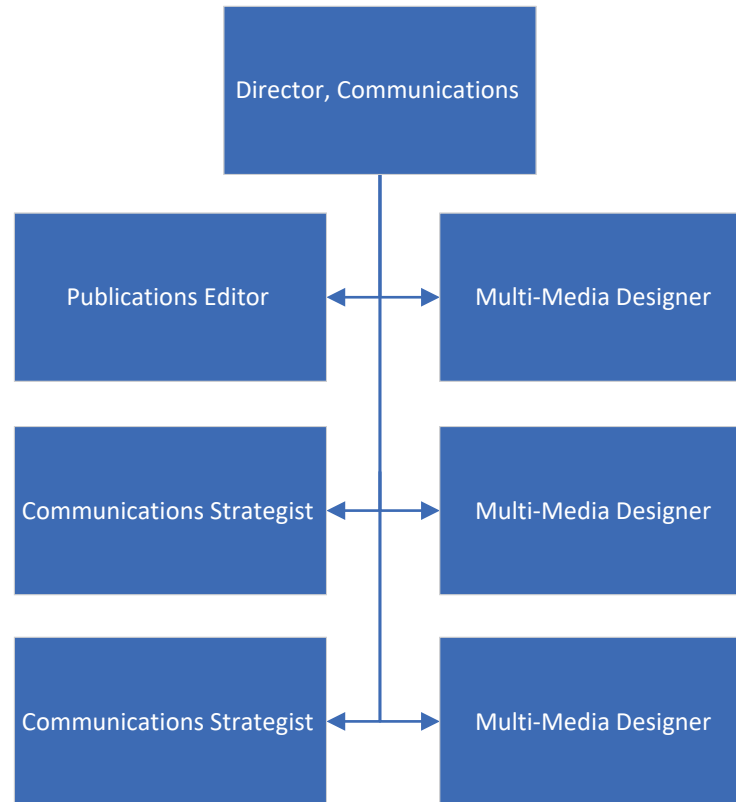 Director, Communications
Publications Editor
Multi-Media Designer
Communications Strategist
Multi-Media Designer
Communications Strategist
Multi-Media Designer